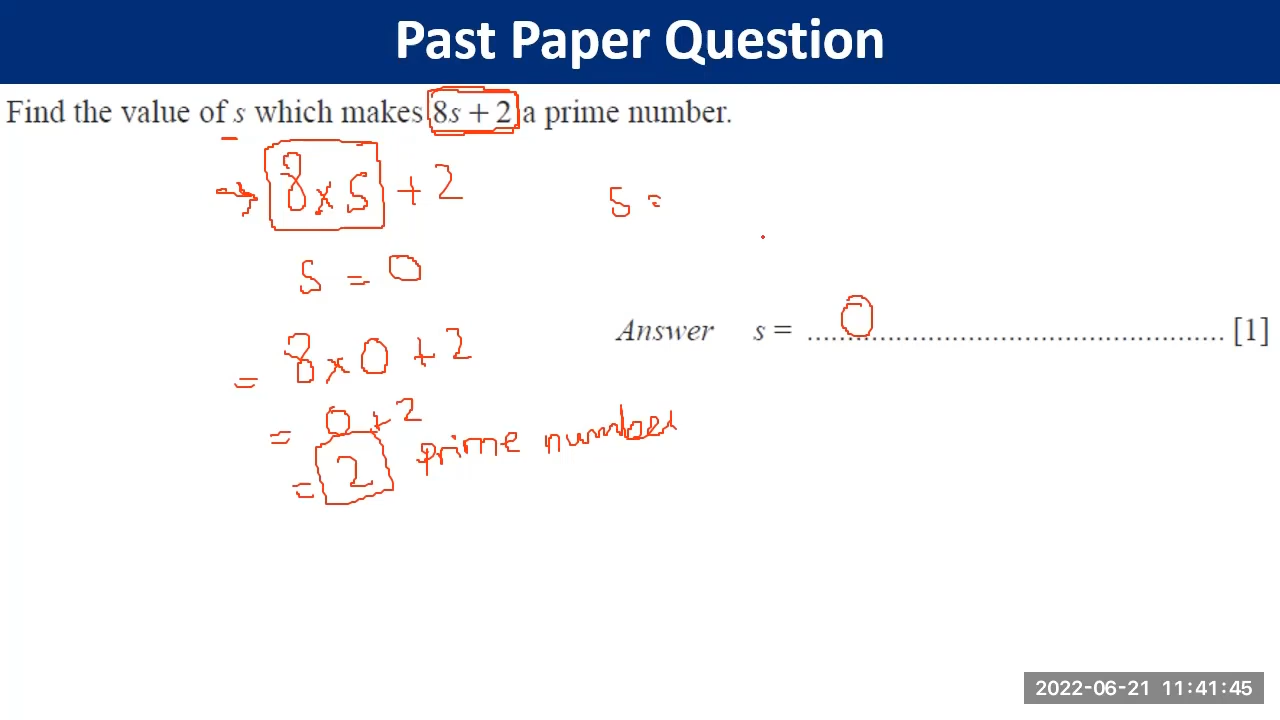 Past Paper Question
Find the value of s which makes 8s + 2 a prime number.
→ 8 × s + 2
s =
s = 0
Answer s = ...0... [1]
= 8 × 0 + 2
= 0 + 2
= 2 prime number
2022-06-21 11:41:45